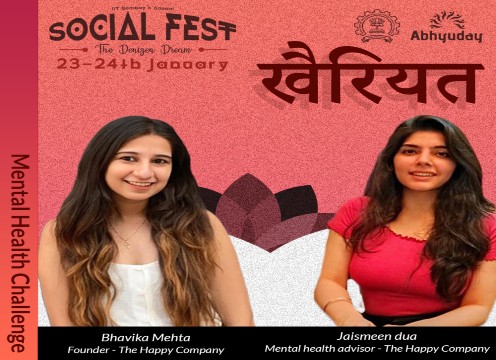 IIT Bombay's Annual
SOCIAL FEST
The Denizen Dream
23-24th January
Abhyuday
खैरियत
Mental Health Challenge
Bhavika Mehta
Founder - The Happy Company
Jaismeen dua
Mental health advisor - The Happy Company